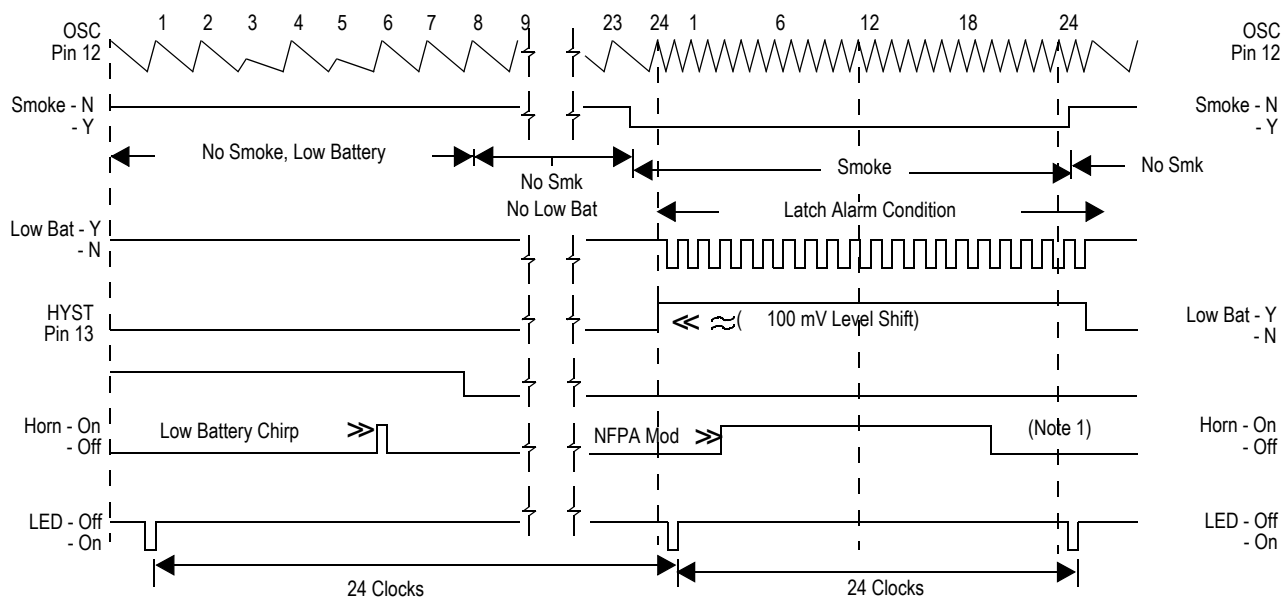 OSC
Pin 12
1 2 3 4 5 6 7 8 9 23 24 1 6 12 18 24
OSC
Pin 12
Smoke - N
- Y
Smoke - N
- Y
No Smoke, Low Battery
No Smk
No Low Bat
Smoke
No Smk
Latch Alarm Condition
Low Bat - Y
- N
HYST
Pin 13
≪ ≈( 100 mV Level Shift)
Low Bat - Y
- N
Horn - On
- Off
Low Battery Chirp ≫
NFPA Mod ≫
(Note 1)
Horn - On
- Off
LED - Off
- On
LED - Off
- On
24 Clocks
24 Clocks